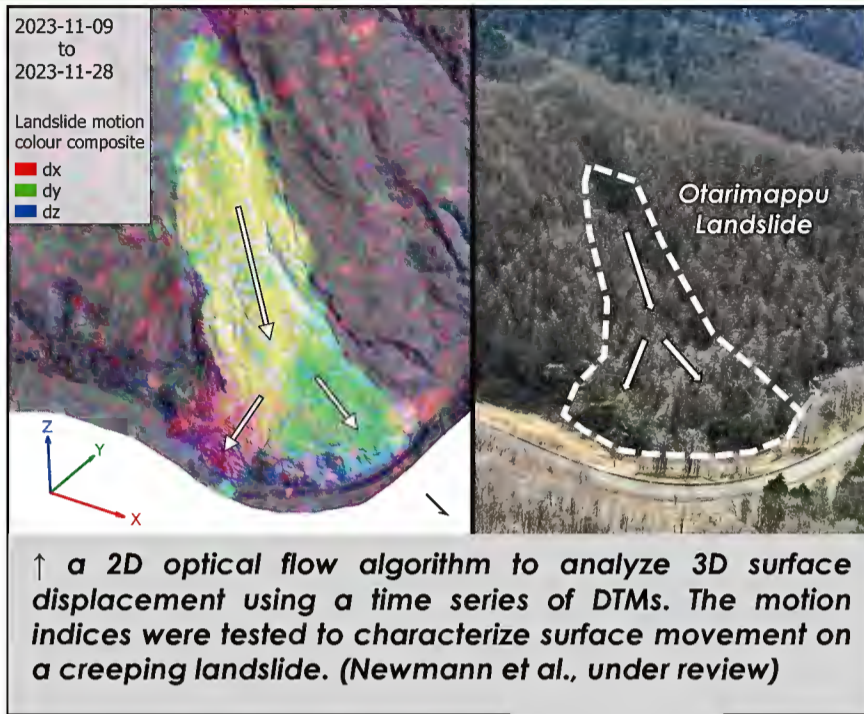 2023-11-09
to
2023-11-28
Landslide motion
colour composite
dx
dy
dz
Z
Y
X
Otarimappu
Landslide
↑ a 2D optical flow algorithm to analyze 3D surface
displacement using a time series of DTMs. The motion
indices were tested to characterize surface movement on
a creeping landslide. (Newmann et al., under review)